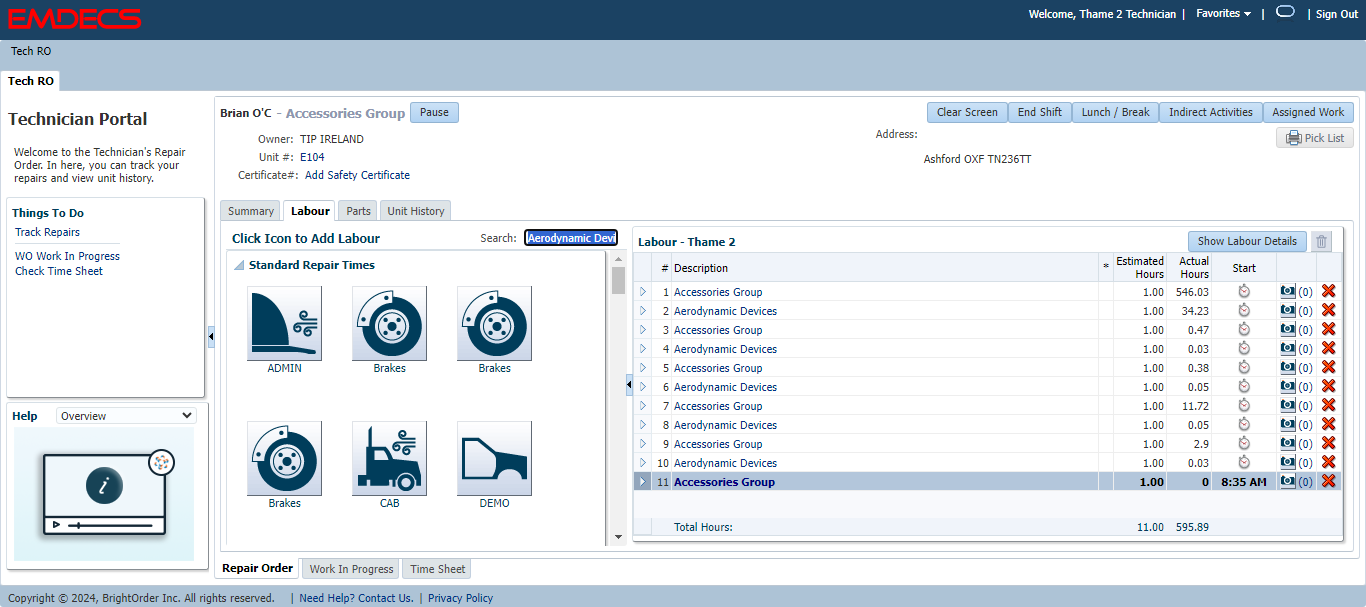 EMDECS
Welcome, Thame 2 Technician | Favorites | | Sign Out
Tech RO
Tech RO
Technician Portal
Welcome to the Technician's Repair
Order. In here, you can track your
repairs and view unit history.
Things To Do
Track Repairs
WO Work In Progress
Check Time Sheet
Help Overview
i
Brian O'C - Accessories Group Pause
Clear Screen End Shift Lunch / Break Indirect Activities Assigned Work
Owner: TIP IRELAND
Address:
Pick List
Unit #: E104
Ashford OXF TN236TT
Certificate#: Add Safety Certificate
Summary Labour Parts Unit History
Click Icon to Add Labour Search: Aerodynamic Devi
Standard Repair Times
ADMIN Brakes Brakes
Brakes CAB DEMO
Labour - Thame 2 Show Labour Details
# Description * Estimated Hours Actual Hours Start
1 Accessories Group 1.00 546.03 (0)
2 Aerodynamic Devices 1.00 34.23 (0)
3 Accessories Group 1.00 0.47 (0)
4 Aerodynamic Devices 1.00 0.03 (0)
5 Accessories Group 1.00 0.38 (0)
6 Aerodynamic Devices 1.00 0.05 (0)
7 Accessories Group 1.00 11.72 (0)
8 Aerodynamic Devices 1.00 0.05 (0)
9 Accessories Group 1.00 2.9 (0)
10 Aerodynamic Devices 1.00 0.03 (0)
11 Accessories Group 1.00 0 8:35 AM (0)
Total Hours: 11.00 595.89
Repair Order Work In Progress Time Sheet
Copyright © 2024, BrightOrder Inc. All rights reserved. | Need Help? Contact Us. | Privacy Policy